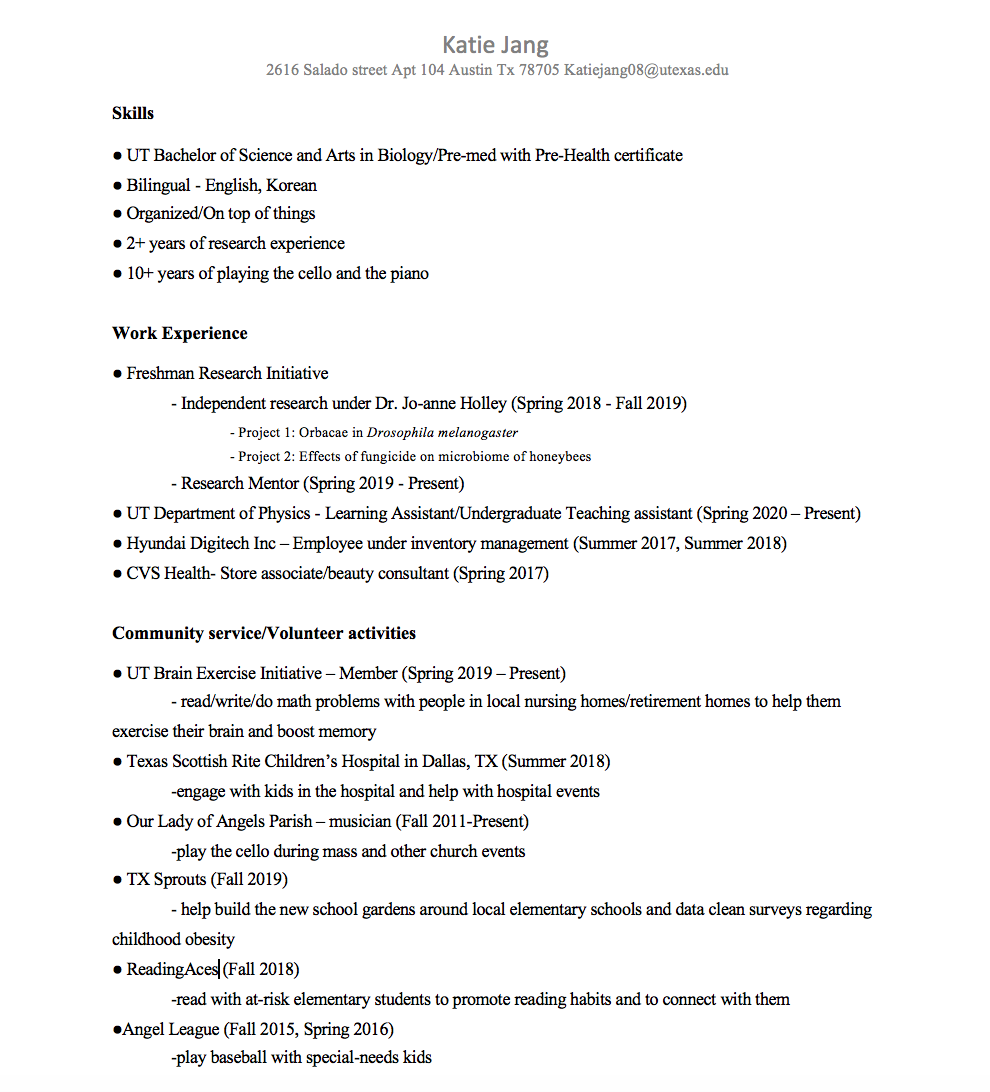 Katie Jang
2616 Salado street Apt 104 Austin Tx 78705 Katiejang08@utexas.edu
Skills
● UT Bachelor of Science and Arts in Biology/Pre-med with Pre-Health certificate
● Bilingual - English, Korean
● Organized/On top of things
● 2+ years of research experience
● 10+ years of playing the cello and the piano
Work Experience
● Freshman Research Initiative
- Independent research under Dr. Jo-anne Holley (Spring 2018 - Fall 2019)
- Project 1: Orbacae in Drosophila melanogaster
- Project 2: Effects of fungicide on microbiome of honeybees
- Research Mentor (Spring 2019 - Present)
● UT Department of Physics - Learning Assistant/Undergraduate Teaching assistant (Spring 2020 – Present)
● Hyundai Digitech Inc – Employee under inventory management (Summer 2017, Summer 2018)
● CVS Health- Store associate/beauty consultant (Spring 2017)
Community service/Volunteer activities
● UT Brain Exercise Initiative – Member (Spring 2019 – Present)
- read/write/do math problems with people in local nursing homes/retirement homes to help them
exercise their brain and boost memory
● Texas Scottish Rite Children’s Hospital in Dallas, TX (Summer 2018)
-engage with kids in the hospital and help with hospital events
● Our Lady of Angels Parish – musician (Fall 2011-Present)
-play the cello during mass and other church events
● TX Sprouts (Fall 2019)
- help build the new school gardens around local elementary schools and data clean surveys regarding
childhood obesity
● ReadingAces (Fall 2018)
-read with at-risk elementary students to promote reading habits and to connect with them
●Angel League (Fall 2015, Spring 2016)
-play baseball with special-needs kids